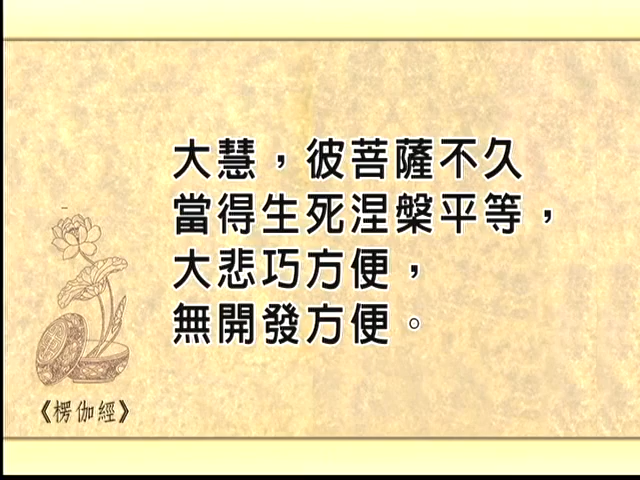 大慧，彼菩薩不久
當得生死涅槃平等，
大悲巧方便，
無開發方便。
《楞伽經》